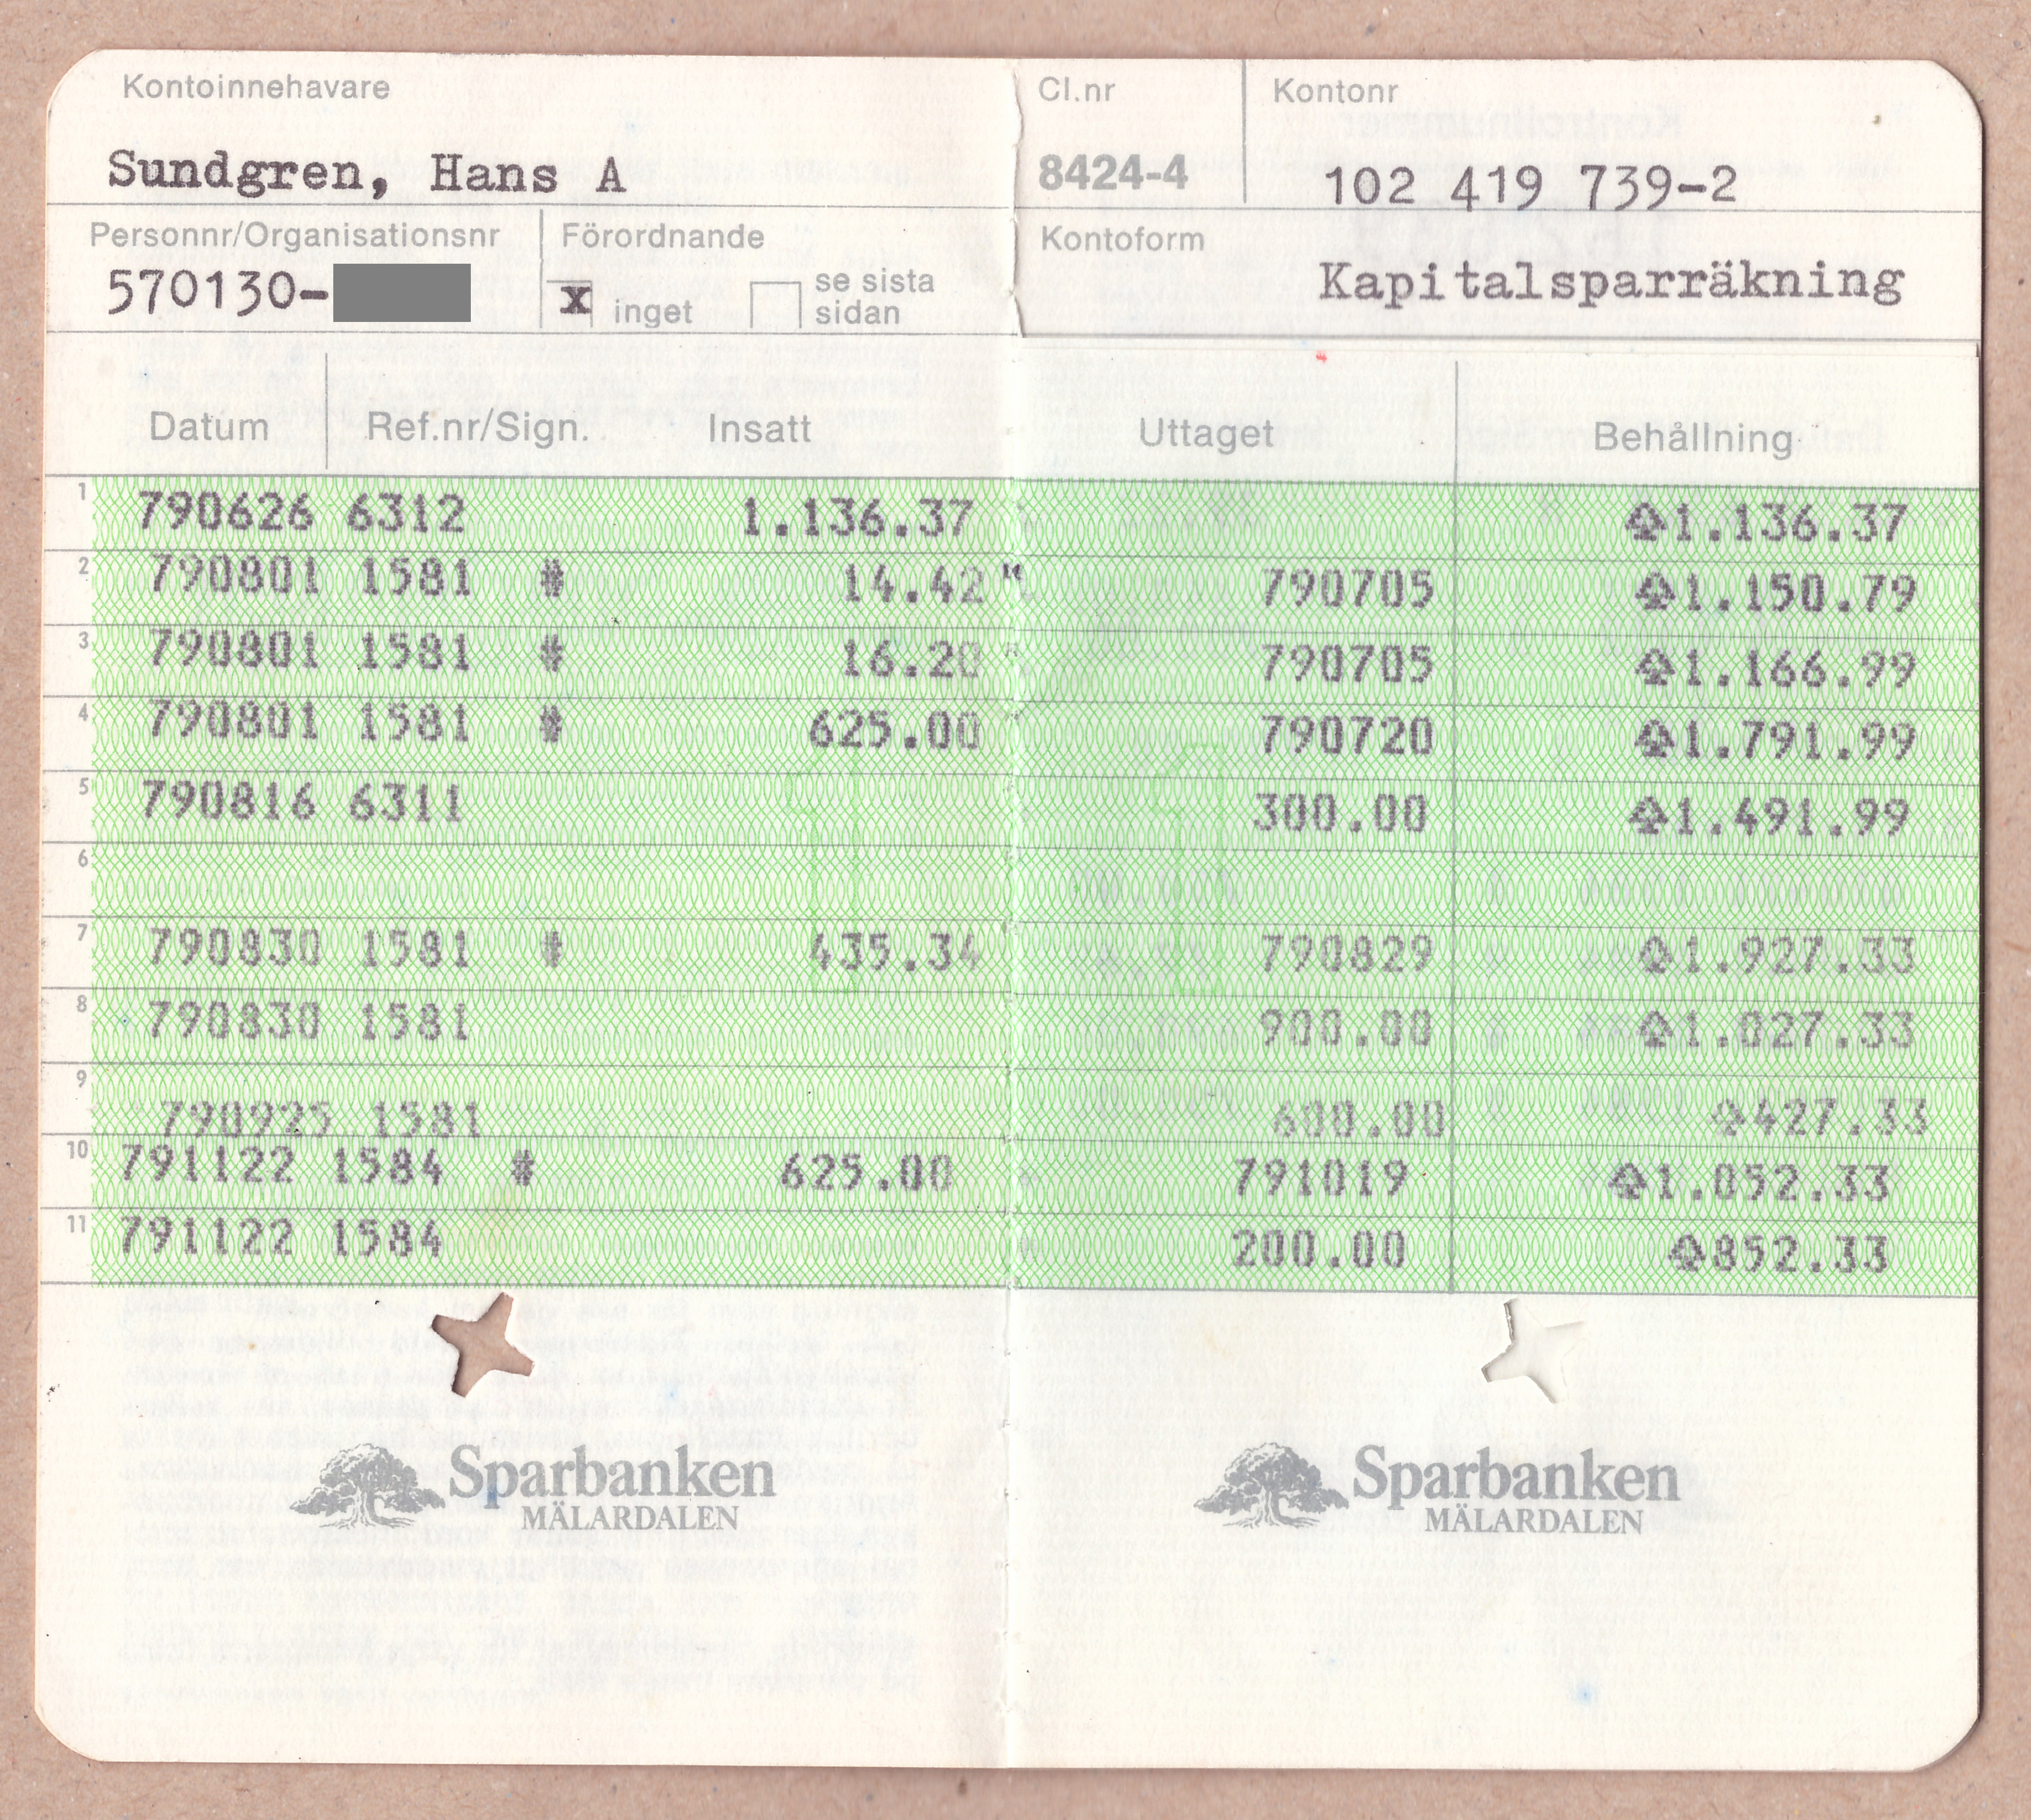 Kontoinnehavare
Sundgren, Hans A
Personnr/Organisationsnr Förordnande
570130- x inget se sista sidan
Cl.nr Kontonr
8424-4 102 419 739-2
Kontoform
Kapitalsparräkning
Datum Ref.nr/Sign. Insatt Uttaget Behållning
1 790626 6312 1.136.37 1.136.37
2 790801 1581 # 14.42 790705 1.150.79
3 790801 1581 # 16.20 790705 1.166.99
4 790801 1581 # 625.00 790720 1.791.99
5 790816 6311 300.00 1.491.99
6
7 790830 1581 # 435.34 790829 1.927.33
8 790830 1581 900.00 1.027.33
9 790925 1581 600.00 427.33
10 791122 1584 # 625.00 791019 1.052.33
11 791122 1584 200.00 852.33
Sparbanken Sparbanken
MÄLARDALEN MÄLARDALEN